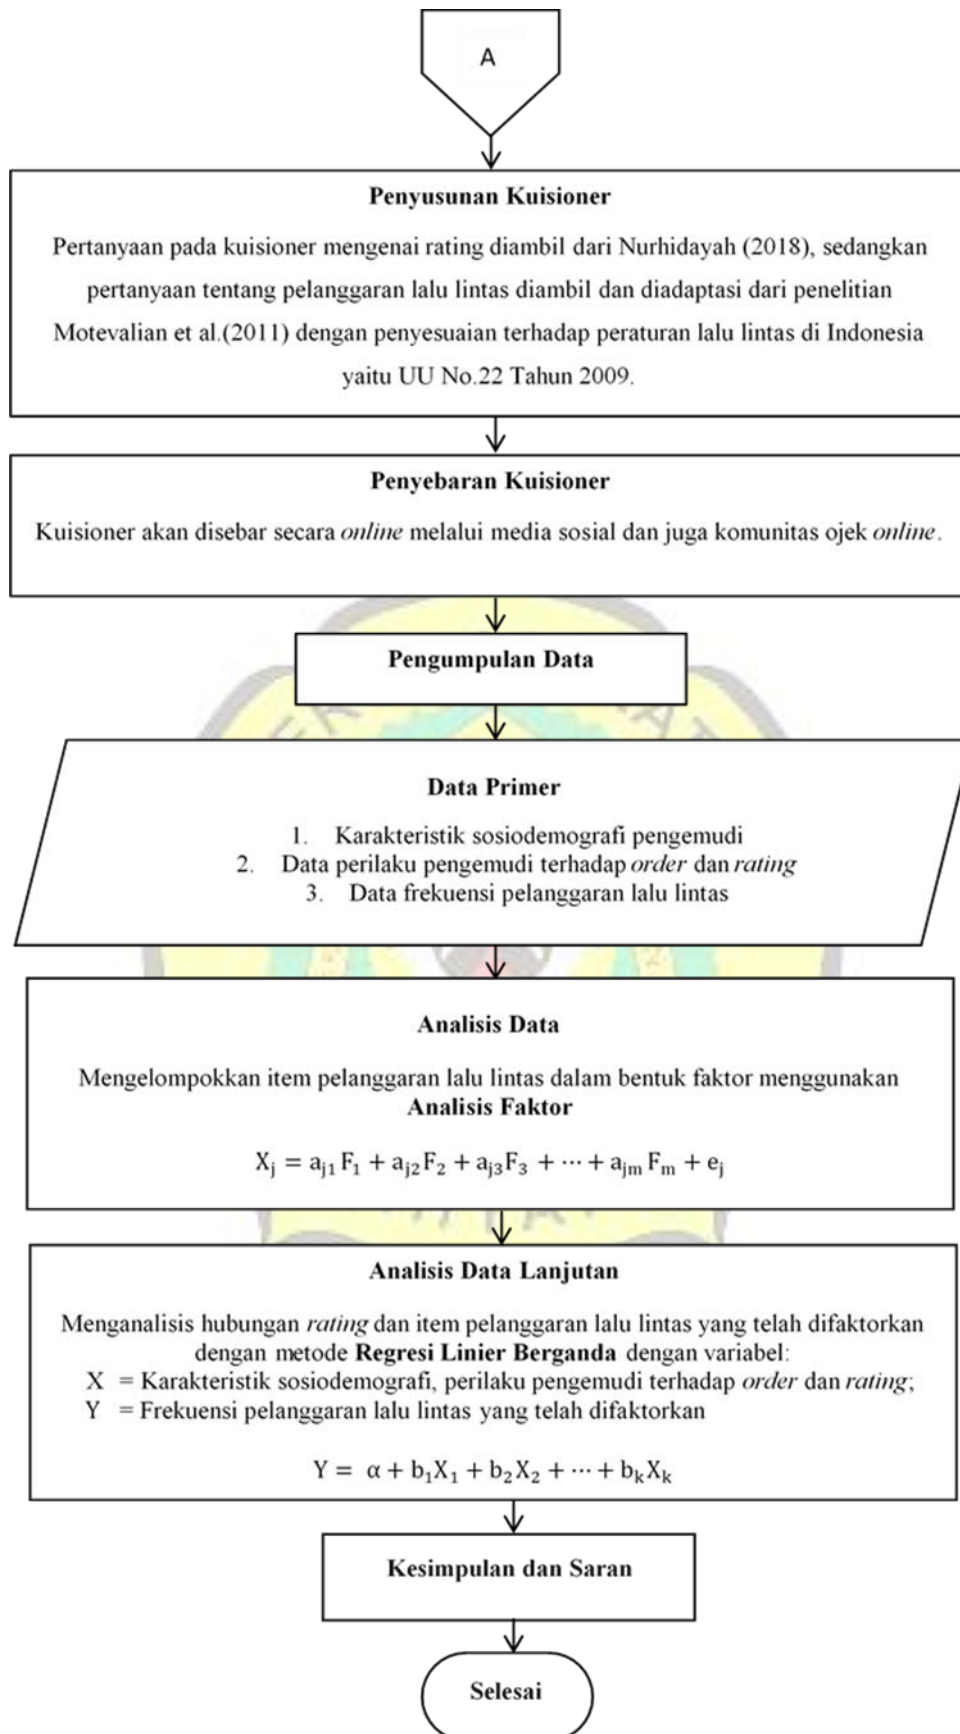 A
Penyusunan Kuisioner
Pertanyaan pada kuisioner mengenai rating diambil dari Nurhidayah (2018), sedangkan
pertanyaan tentang pelanggaran lalu lintas diambil dan diadaptasi dari penelitian
Motevalian et al.(2011) dengan penyesuaian terhadap peraturan lalu lintas di Indonesia
yaitu UU No.22 Tahun 2009.
Penyebaran Kuisioner
Kuisioner akan disebar secara online melalui media sosial dan juga komunitas ojek online.
Pengumpulan Data
Data Primer
1. Karakteristik sosiodemografi pengemudi
2. Data perilaku pengemudi terhadap order dan rating
3. Data frekuensi pelanggaran lalu lintas
Analisis Data
Mengelompokkan item pelanggaran lalu lintas dalam bentuk faktor menggunakan
Analisis Faktor
Xⱼ = aⱼ₁ F₁ + aⱼ₂F₂ + aⱼ₃F₃ + ⋯ + aⱼₘ Fₘ + eⱼ
Analisis Data Lanjutan
Menganalisis hubungan rating dan item pelanggaran lalu lintas yang telah difaktorkan
dengan metode Regresi Linier Berganda dengan variabel:
X = Karakteristik sosiodemografi, perilaku pengemudi terhadap order dan rating;
Y = Frekuensi pelanggaran lalu lintas yang telah difaktorkan
Y = α + b₁X₁ + b₂X₂ + ⋯ + bₖXₖ
Kesimpulan dan Saran
Selesai